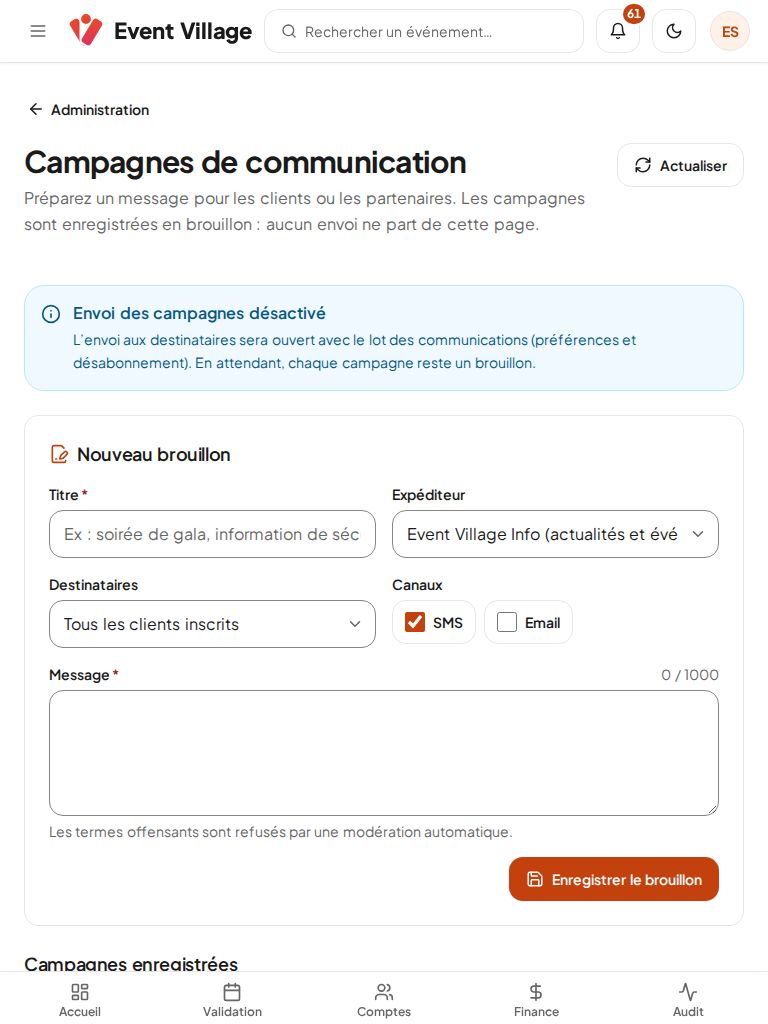 Event Village
Rechercher un événement...
61
ES
Administration
Campagnes de communication
Actualiser
Préparez un message pour les clients ou les partenaires. Les campagnes
sont enregistrées en brouillon : aucun envoi ne part de cette page.
Envoi des campagnes désactivé
L'envoi aux destinataires sera ouvert avec le lot des communications (préférences et
désabonnement). En attendant, chaque campagne reste un brouillon.
Nouveau brouillon
Titre *
Expéditeur
Ex : soirée de gala, information de séc
Event Village Info (actualités et évé
Destinataires
Canaux
Tous les clients inscrits
SMS
Email
Message *
0 / 1000
Les termes offensants sont refusés par une modération automatique.
Enregistrer le brouillon
Campagnes enregistrées
Accueil
Validation
Comptes
Finance
Audit